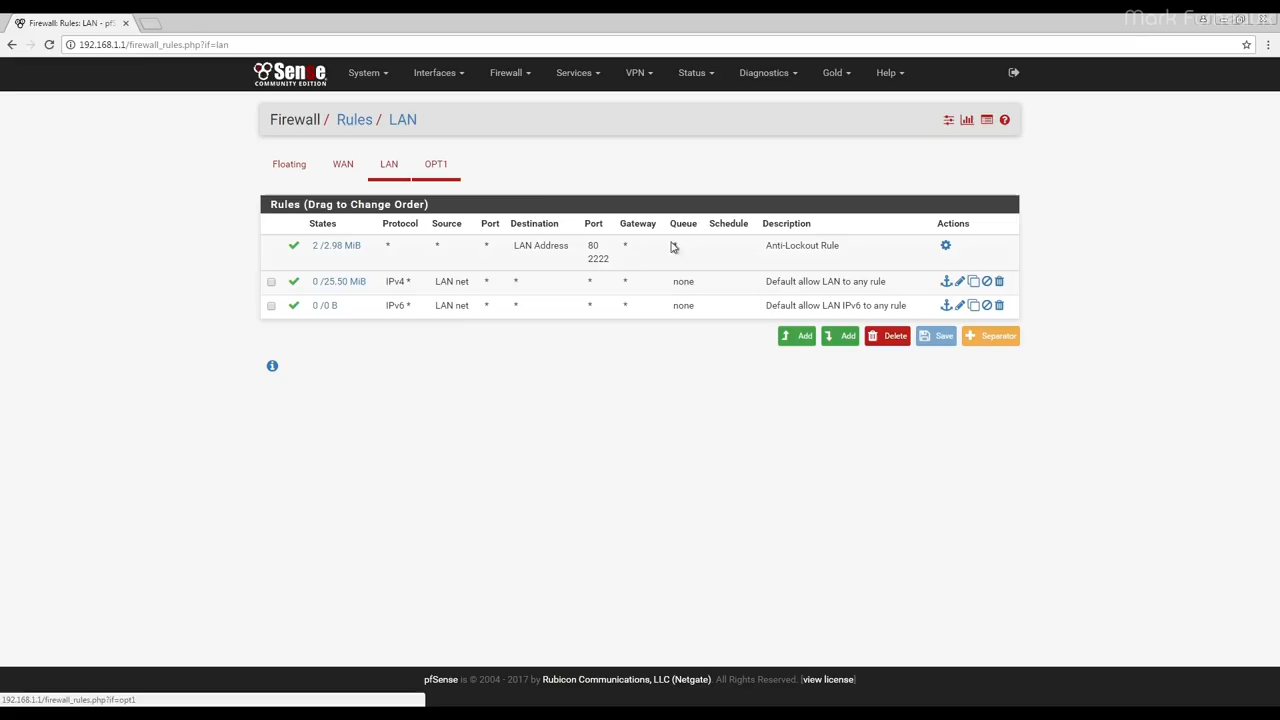 Firewall: Rules: LAN - pfS
192.168.1.1/firewall_rules.php?if=lan
Sense
COMMUNITY EDITION
System Interfaces Firewall Services VPN Status Diagnostics Gold Help
Firewall / Rules / LAN
Floating WAN LAN OPT1
Rules (Drag to Change Order)
States Protocol Source Port Destination Port Gateway Queue Schedule Description Actions
2 /2.98 MiB * * * LAN Address 80 * * Anti-Lockout Rule
2222
0 /25.50 MiB IPv4 * LAN net * * * * none Default allow LAN to any rule
0 /0 B IPv6 * LAN net * * * * none Default allow LAN IPv6 to any rule
Add Add Delete Save Separator
pfSense is © 2004 - 2017 by Rubicon Communications, LLC (Netgate). All Rights Reserved. [view license]
192.168.1.1/firewall_rules.php?if=opt1